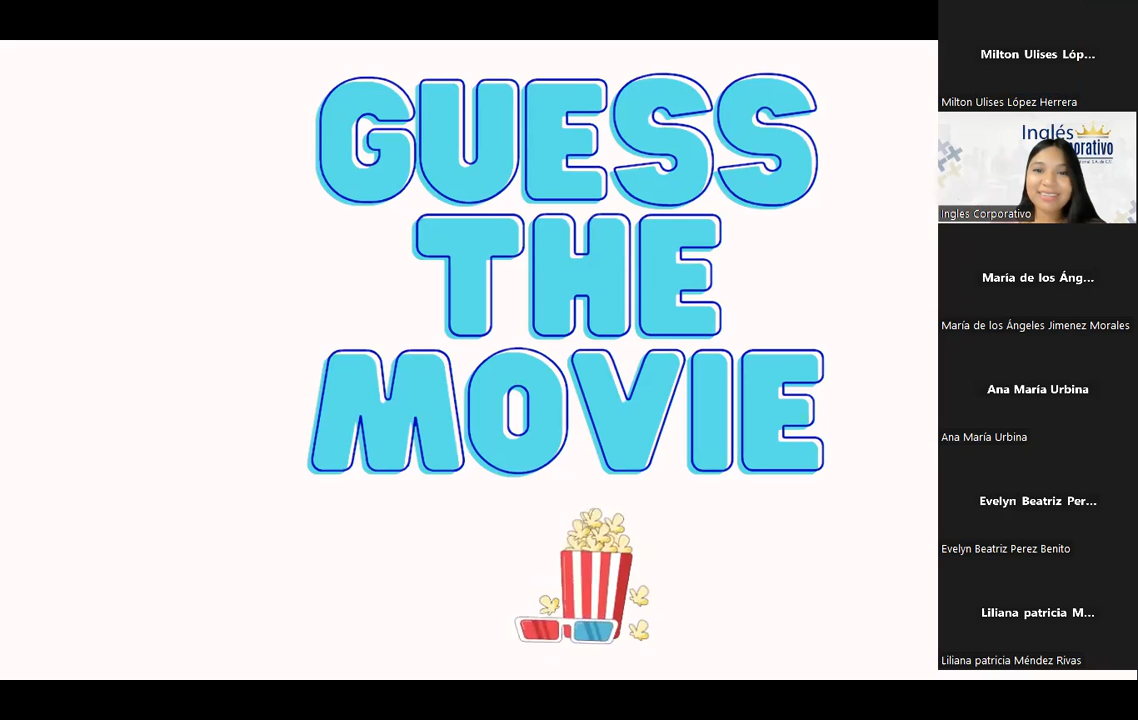 GUESS
THE
MOVIE
Milton Ulises Lóp...
Milton Ulises López Herrera
Inglés
Ingles Corporativo
María de los Áng...
María de los Ángeles Jimenez Morales
Ana María Urbina
Ana María Urbina
Evelyn Beatriz Per...
Evelyn Beatriz Perez Benito
Liliana patricia M...
Liliana patricia Méndez Rivas